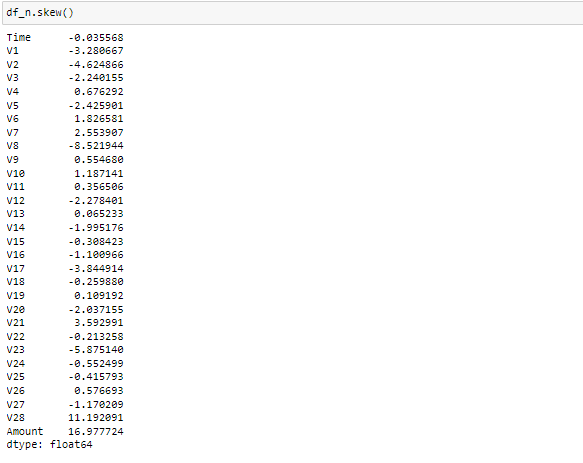 df_n.skew()
Time -0.035568
V1 -3.280667
V2 -4.624866
V3 -2.240155
V4 0.676292
V5 -2.425901
V6 1.826581
V7 2.553907
V8 -8.521944
V9 0.554680
V10 1.187141
V11 0.356506
V12 -2.278401
V13 0.065233
V14 -1.995176
V15 -0.308423
V16 -1.100966
V17 -3.844914
V18 -0.259880
V19 0.109192
V20 -2.037155
V21 3.592991
V22 -0.213258
V23 -5.875140
V24 -0.552499
V25 -0.415793
V26 0.576693
V27 -1.170209
V28 11.192091
Amount 16.977724
dtype: float64